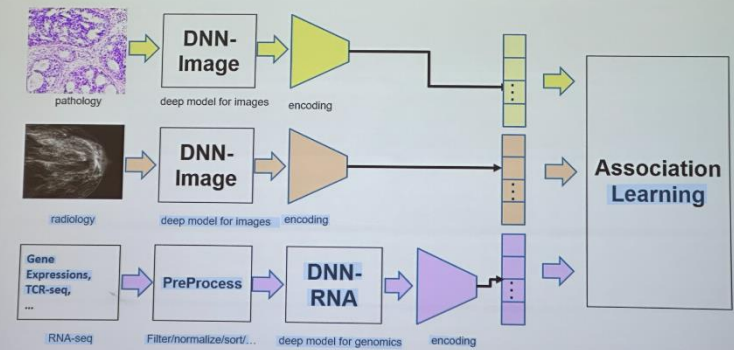 DNN-
Image
pathology
deep model for images
encoding
DNN-
Image
radiology
deep model for images
encoding
Association
Learning
Gene
Expressions,
TCR-seq,
...
PreProcess
DNN-
RNA
RNA-seq
Filter/normalize/sort/...
deep model for genomics
encoding